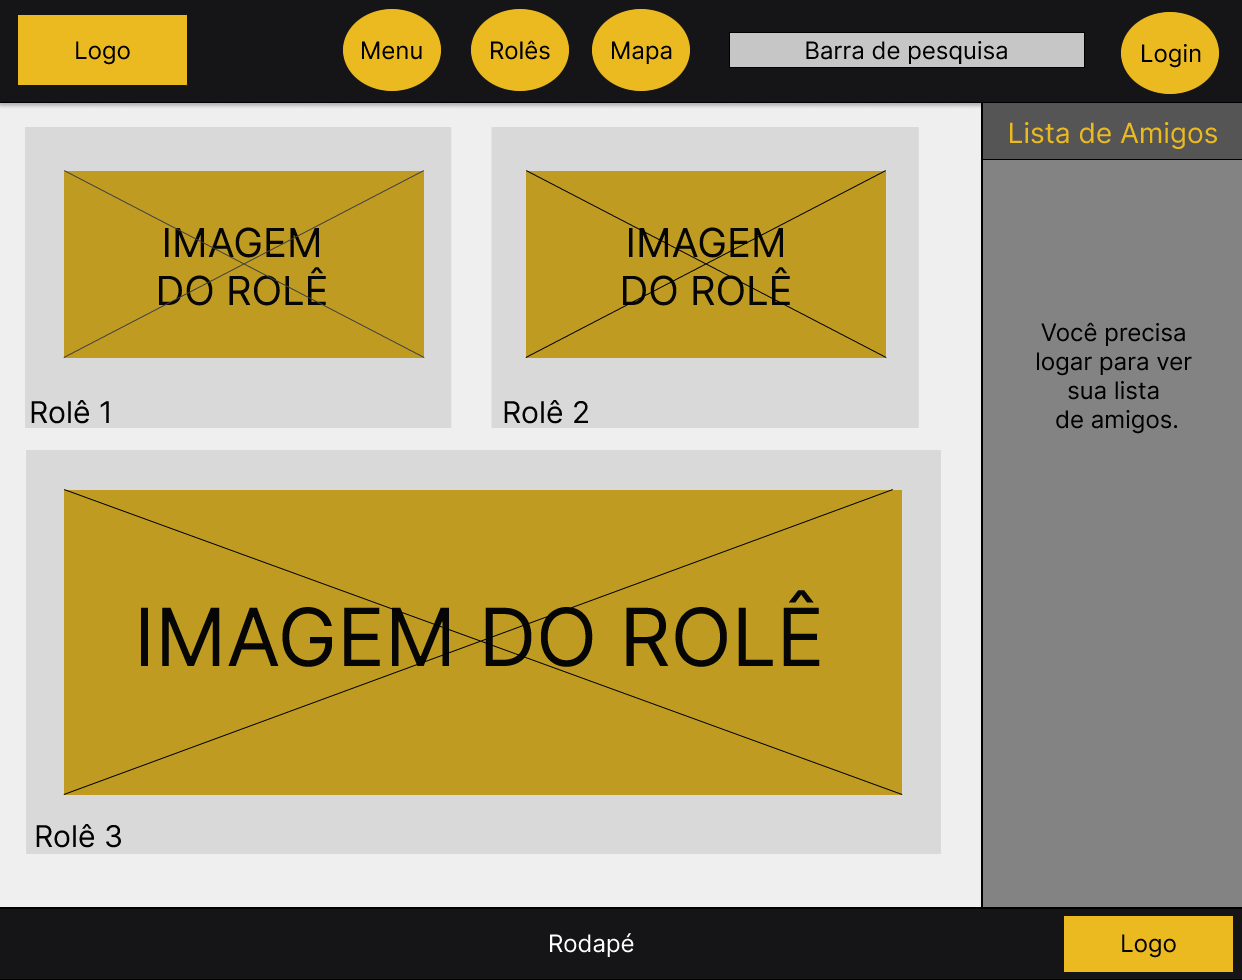 Logo
Menu
Rolês
Mapa
Barra de pesquisa
Login
Lista de Amigos
IMAGEM
DO ROLÊ
Rolê 1
IMAGEM
DO ROLÊ
Rolê 2
Você precisa
logar para ver
sua lista
de amigos.
IMAGEM DO ROLÊ
Rolê 3
Rodapé
Logo